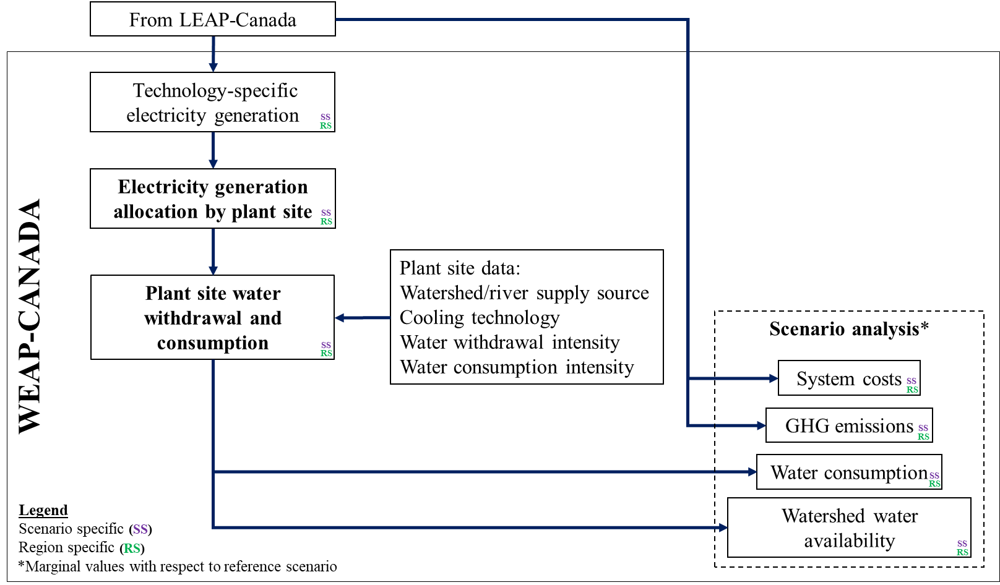 From LEAP-Canada
Technology-specific
electricity generation
SS
RS
Electricity generation
allocation by plant site
SS
RS
WEAP-CANADA
Plant site water
withdrawal and
consumption
SS
RS
Plant site data:
Watershed/river supply source
Cooling technology
Water withdrawal intensity
Water consumption intensity
Scenario analysis*
System costs
SS
RS
GHG emissions
SS
RS
Water consumption
SS
RS
Watershed water
availability
SS
RS
Legend
Scenario specific (SS)
Region specific (RS)
*Marginal values with respect to reference scenario